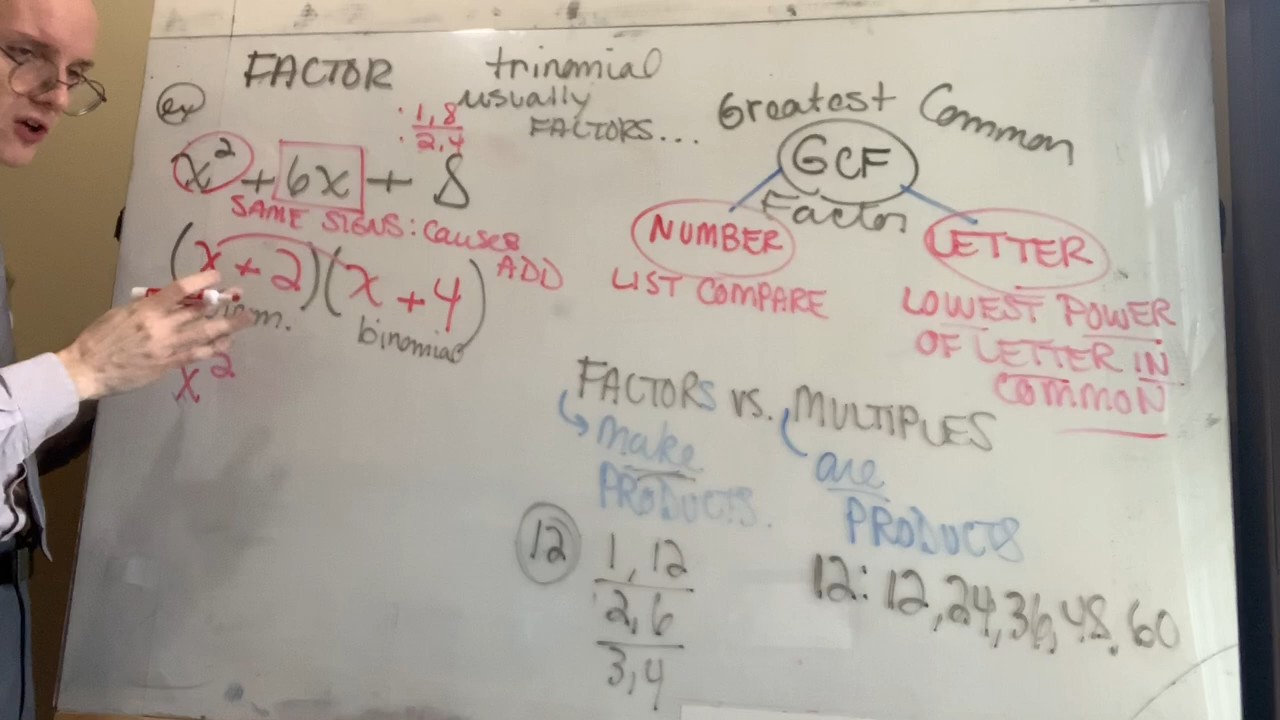 FACTOR
ex
trinomial
usually
FACTORS...
1,8
2,4
x² + 6x + 8
SAME SIGNS: causes
ADD
(x + 2)(x + 4)
binomial
x²
Greatest Common
GCF
Factor
NUMBER
LIST COMPARE
LETTER
LOWEST POWER
OF LETTER IN
COMMON
FACTORS vs. MULTIPLES
make
PRODUCTS.
are
PRODUCTS
12
1, 12
2, 6
3, 4
12: 12, 24, 36, 48, 60